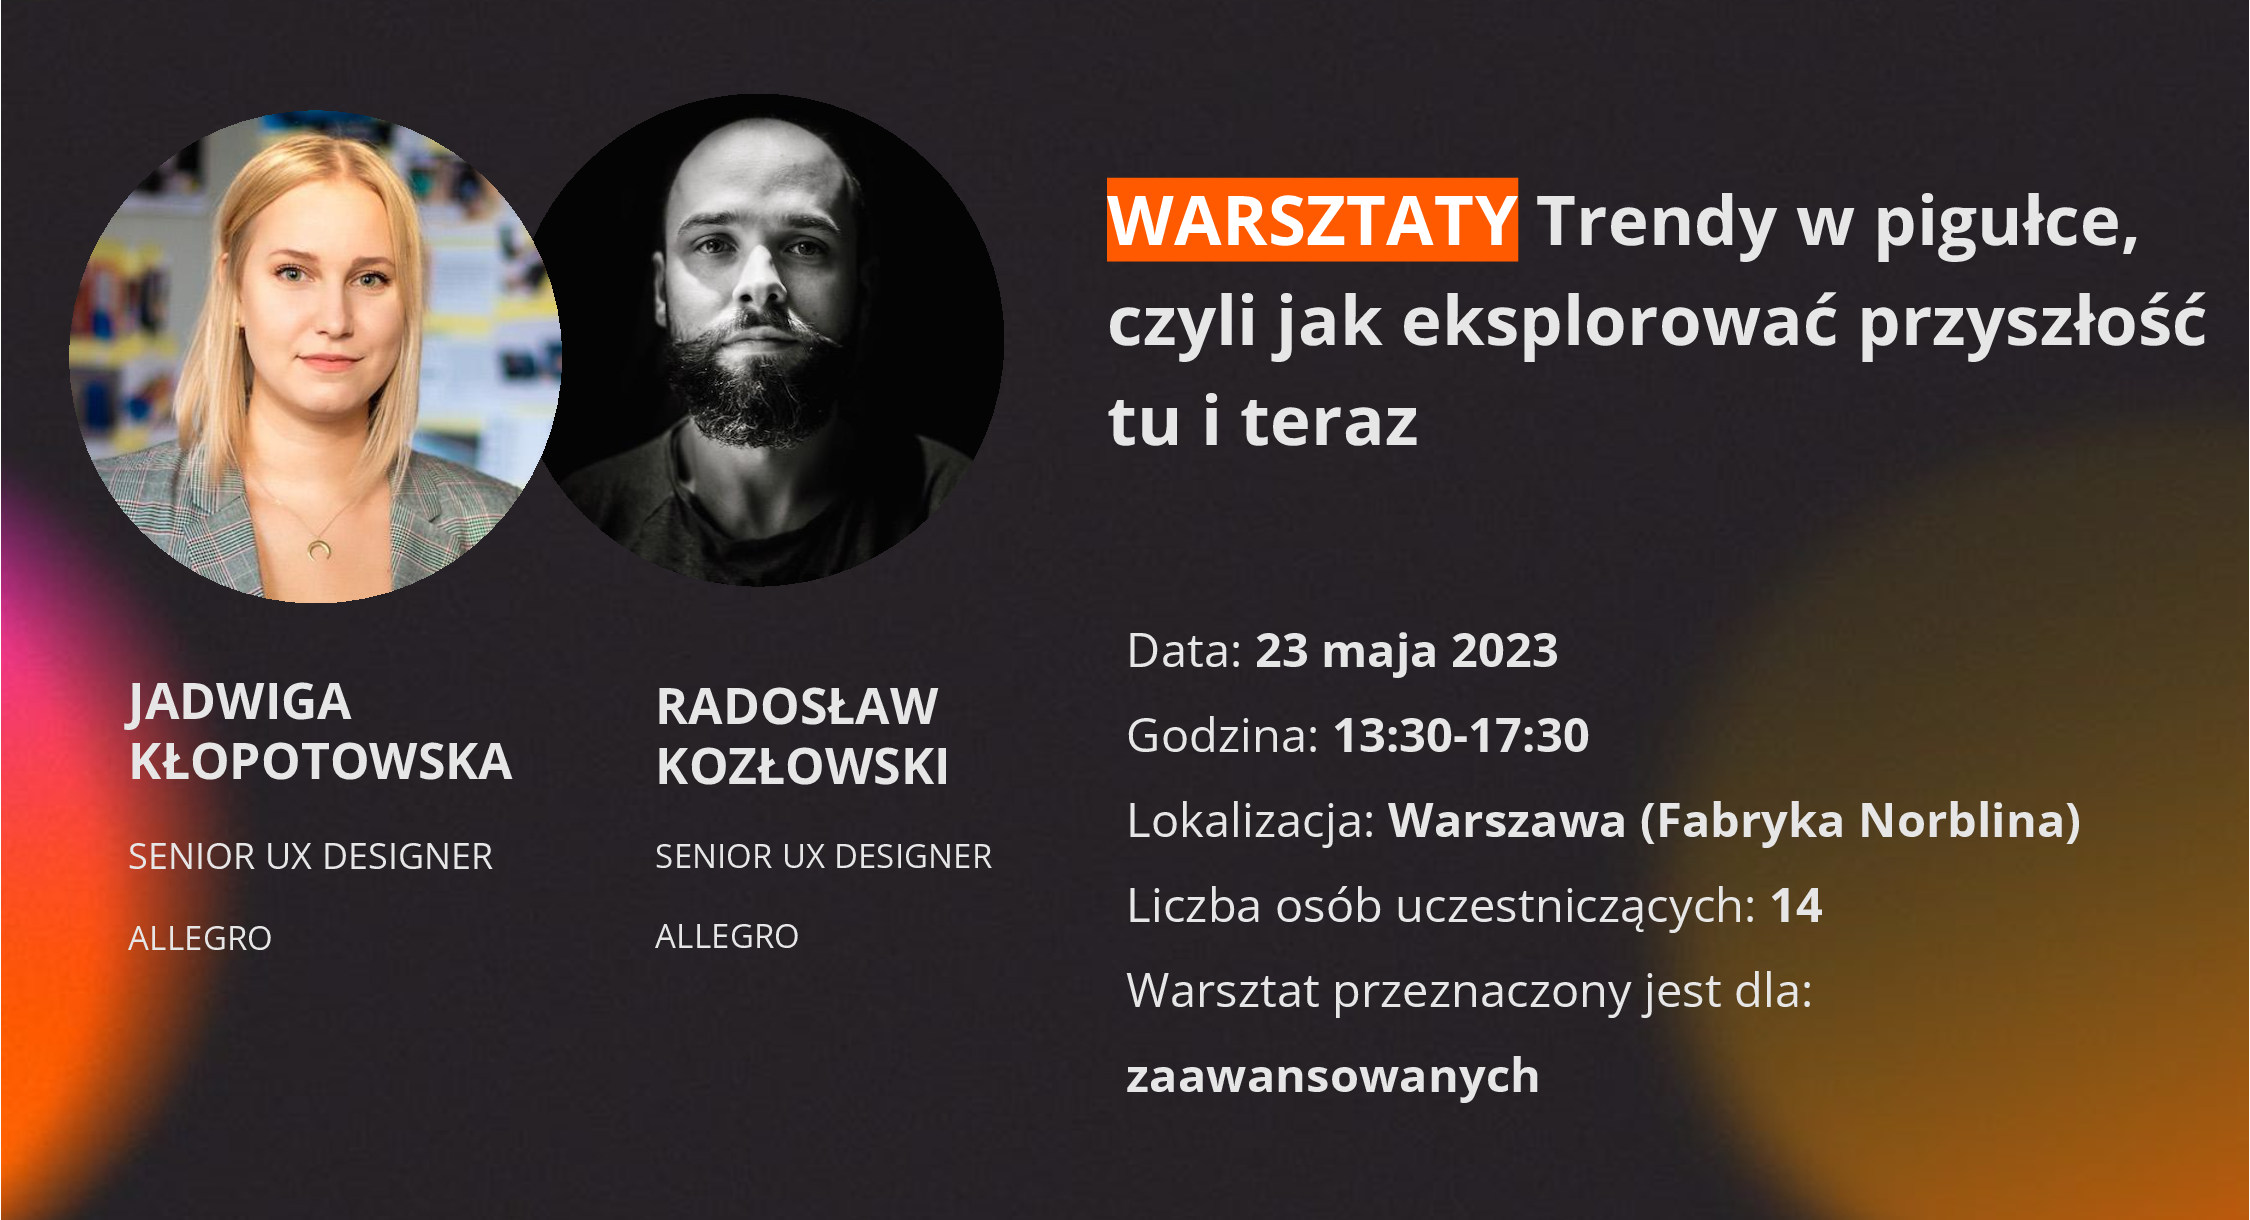 WARSZTATY Trendy w pigułce,
czyli jak eksplorować przyszłość
tu i teraz
JADWIGA
KŁOPOTOWSKA
SENIOR UX DESIGNER
ALLEGRO
RADOSŁAW
KOZŁOWSKI
SENIOR UX DESIGNER
ALLEGRO
Data: 23 maja 2023
Godzina: 13:30-17:30
Lokalizacja: Warszawa (Fabryka Norblina)
Liczba osób uczestniczących: 14
Warsztat przeznaczony jest dla:
zaawansowanych